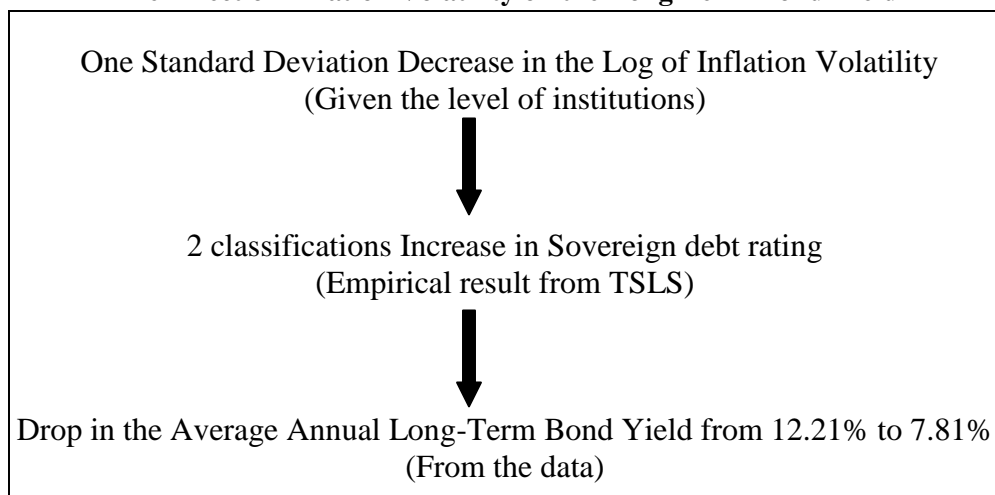 One Standard Deviation Decrease in the Log of Inflation Volatility
(Given the level of institutions)
2 classifications Increase in Sovereign debt rating
(Empirical result from TSLS)
Drop in the Average Annual Long-Term Bond Yield from 12.21% to 7.81%
(From the data)